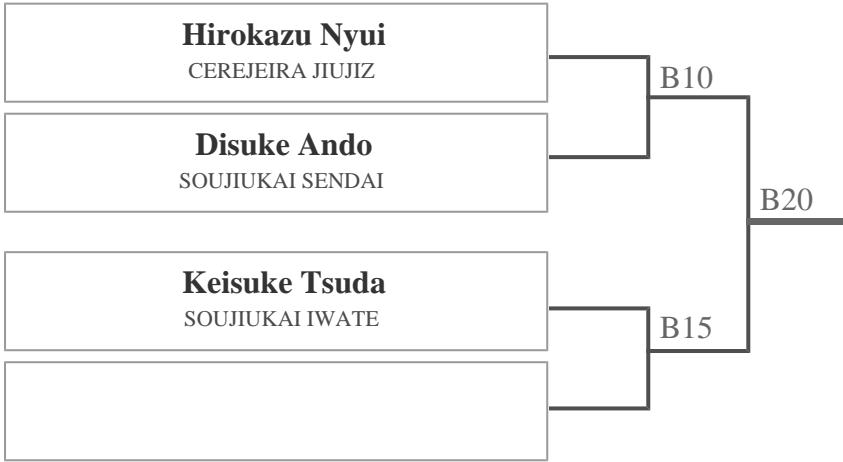 Hirokazu Nyui
CEREJEIRA JIUJIZ
B10
Disuke Ando
SOUJIUKAI SENDAI
B20
Keisuke Tsuda
SOUJIUKAI IWATE
B15